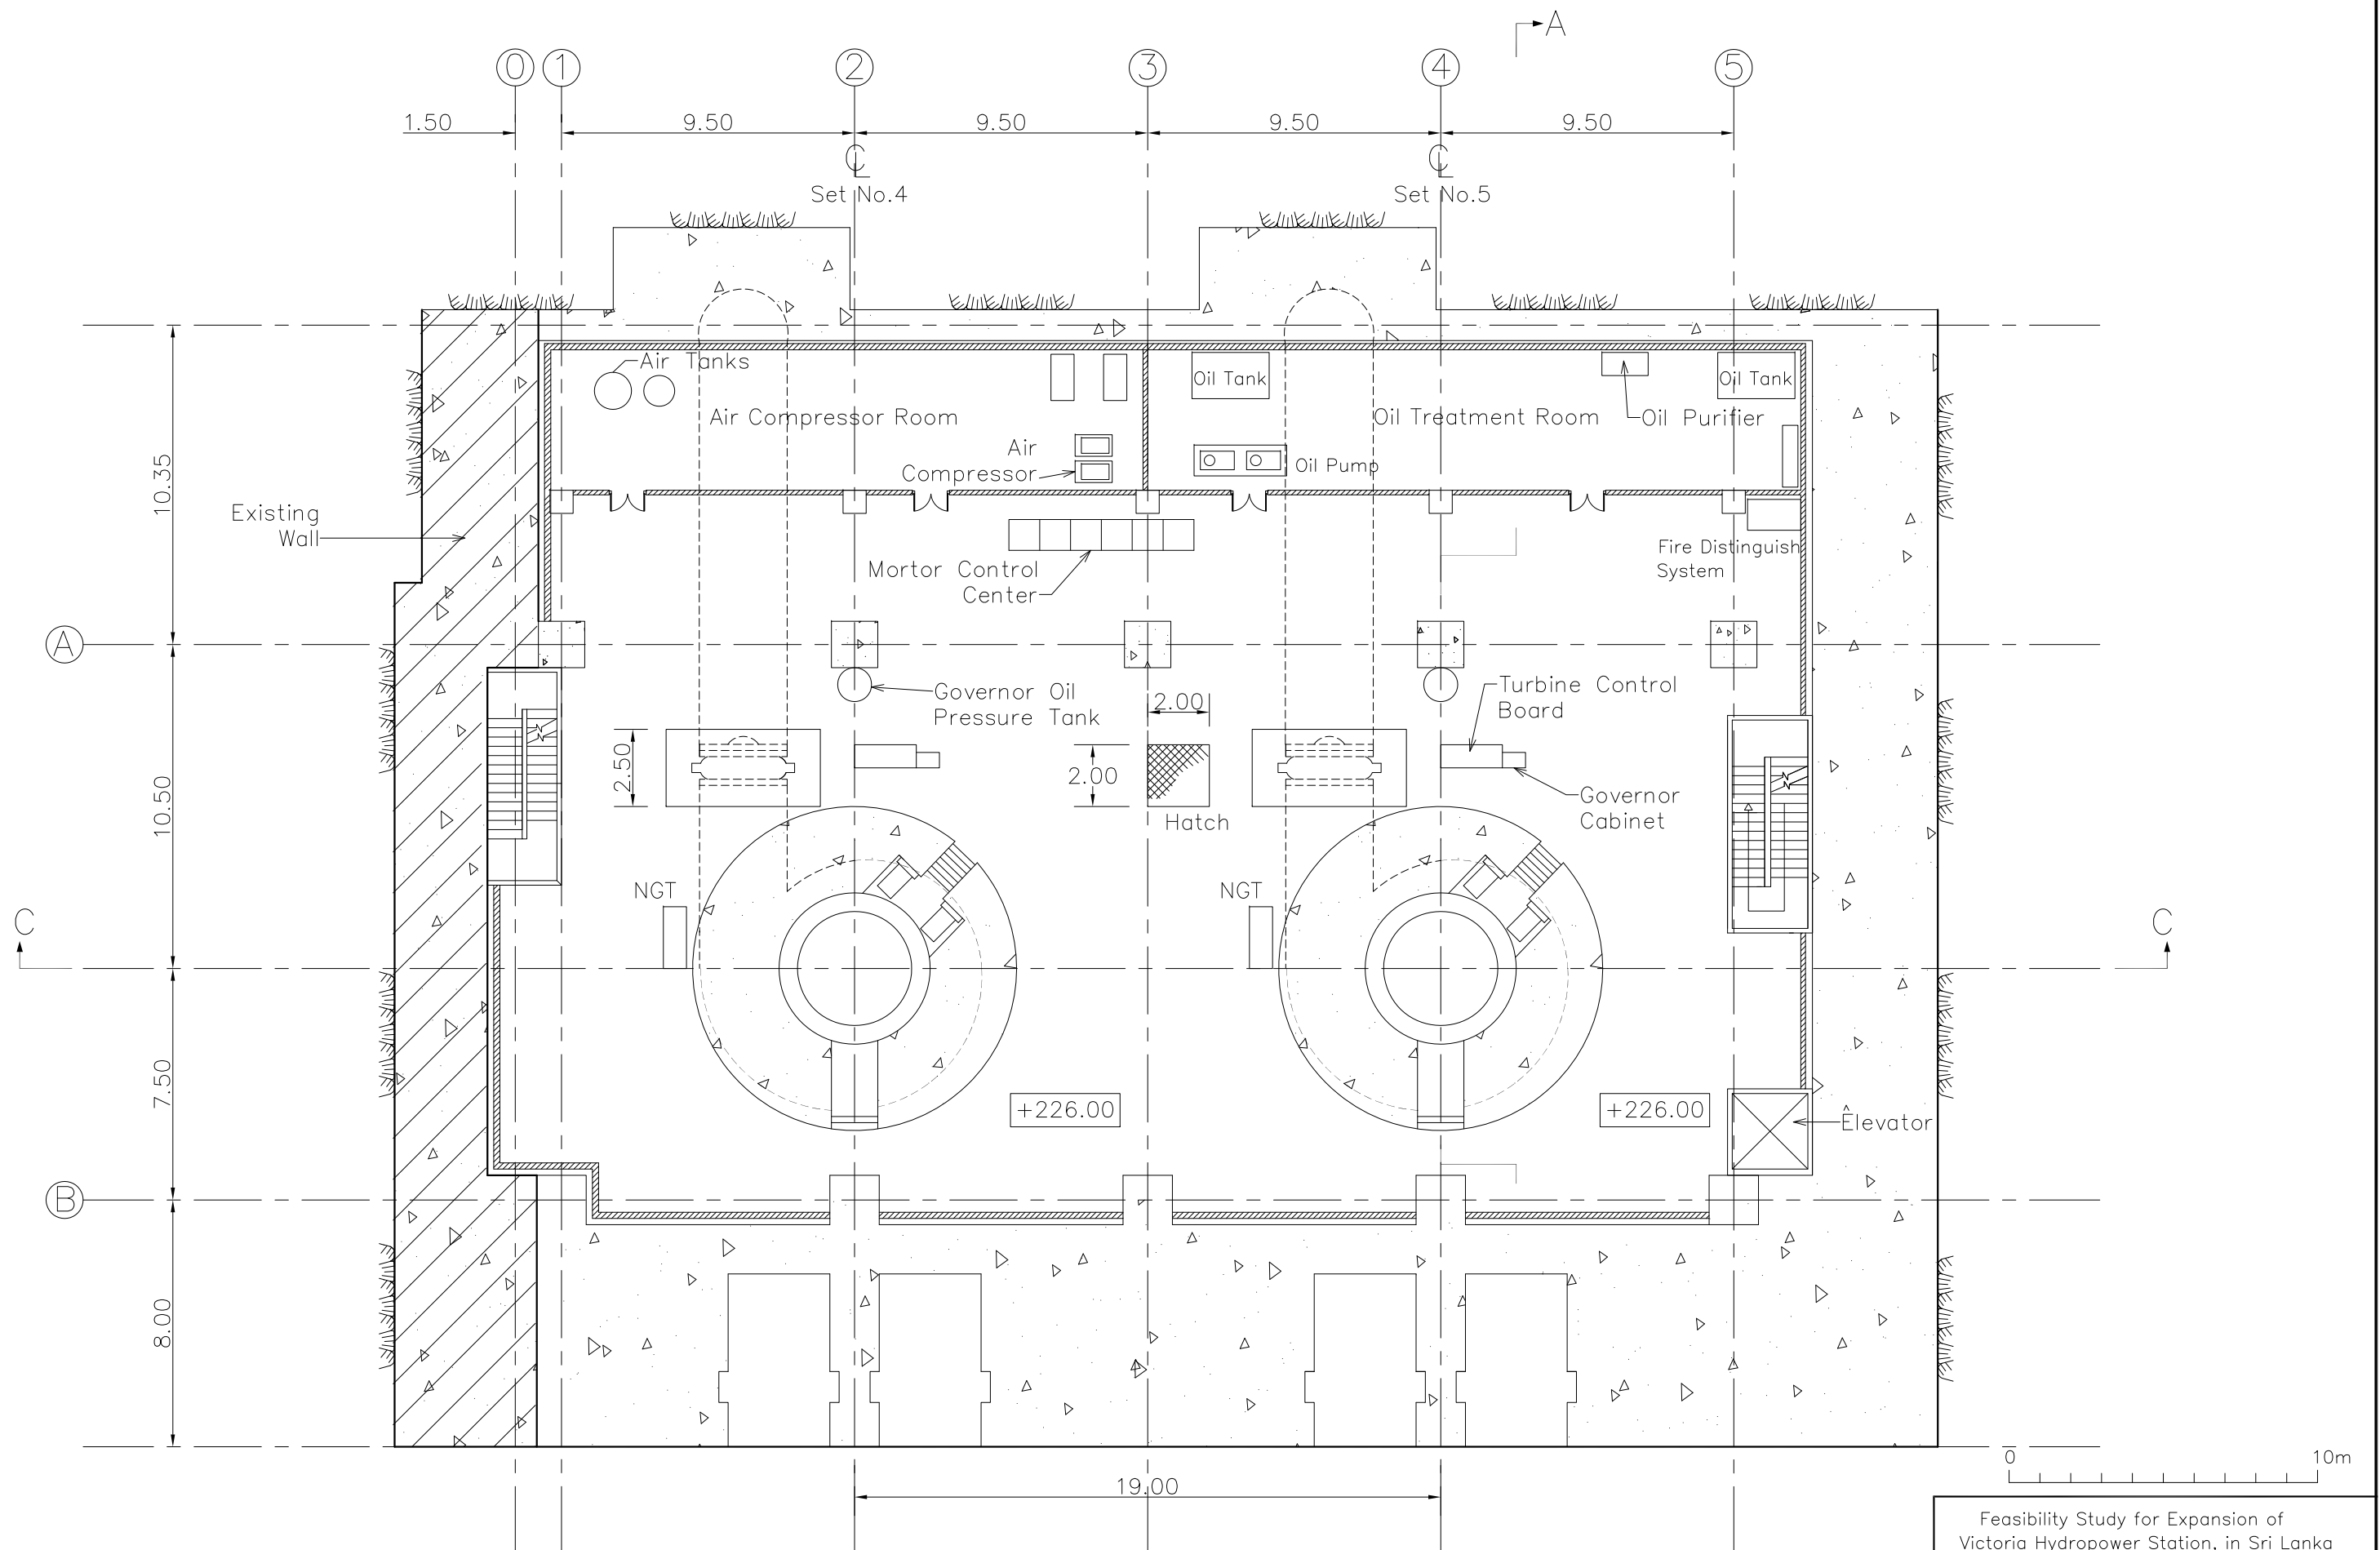 A
0 1 2 3 4 5
1.50 9.50 9.50 9.50 9.50
℄ ℄
Set No.4 Set No.5
Air Tanks
Oil Tank Oil Tank
Air Compressor Room Oil Treatment Room Oil Purifier
Air
Compressor
Oil Pump
10.35
Existing
Wall
Mortor Control
Center
Fire Distinguish
System
A
Governor Oil
Pressure Tank
2.00
Turbine Control
Board
2.50
2.00
Hatch
Governor
Cabinet
10.50
NGT NGT
C C
7.50
+226.00 +226.00
Êlevator
B
8.00
19.00
0 10m
Feasibility Study for Expansion of
Victoria Hydropower Station, in Sri Lanka